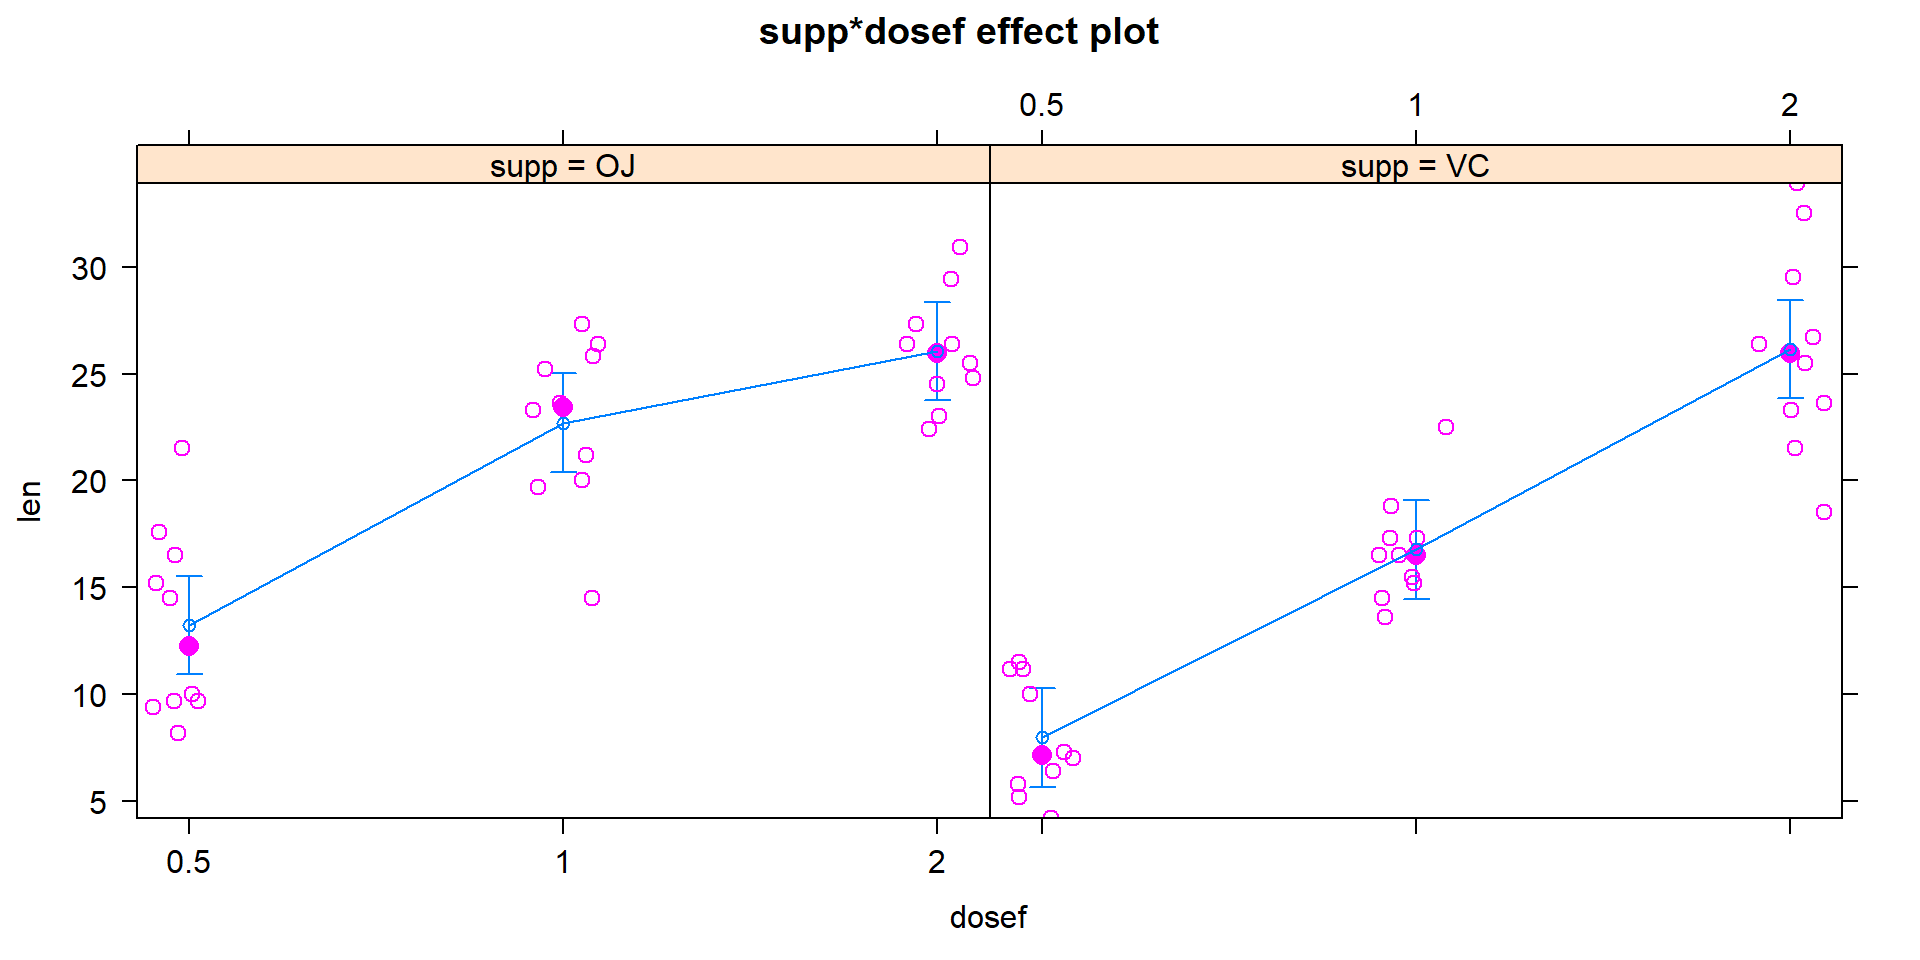 supp*dosef effect plot
0.5 1 2
supp = OJ supp = VC
30
25
20
15
10
5
len
0.5 1 2
dosef